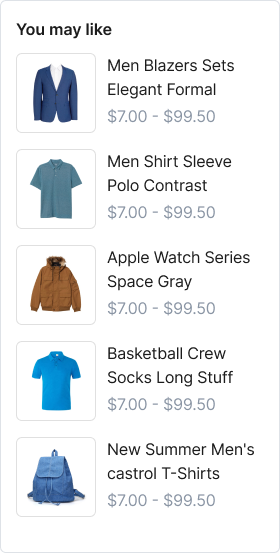 You may like
Men Blazers Sets
Elegant Formal
$7.00 - $99.50
Men Shirt Sleeve
Polo Contrast
$7.00 - $99.50
Apple Watch Series
Space Gray
$7.00 - $99.50
Basketball Crew
Socks Long Stuff
$7.00 - $99.50
New Summer Men's
castrol T-Shirts
$7.00 - $99.50